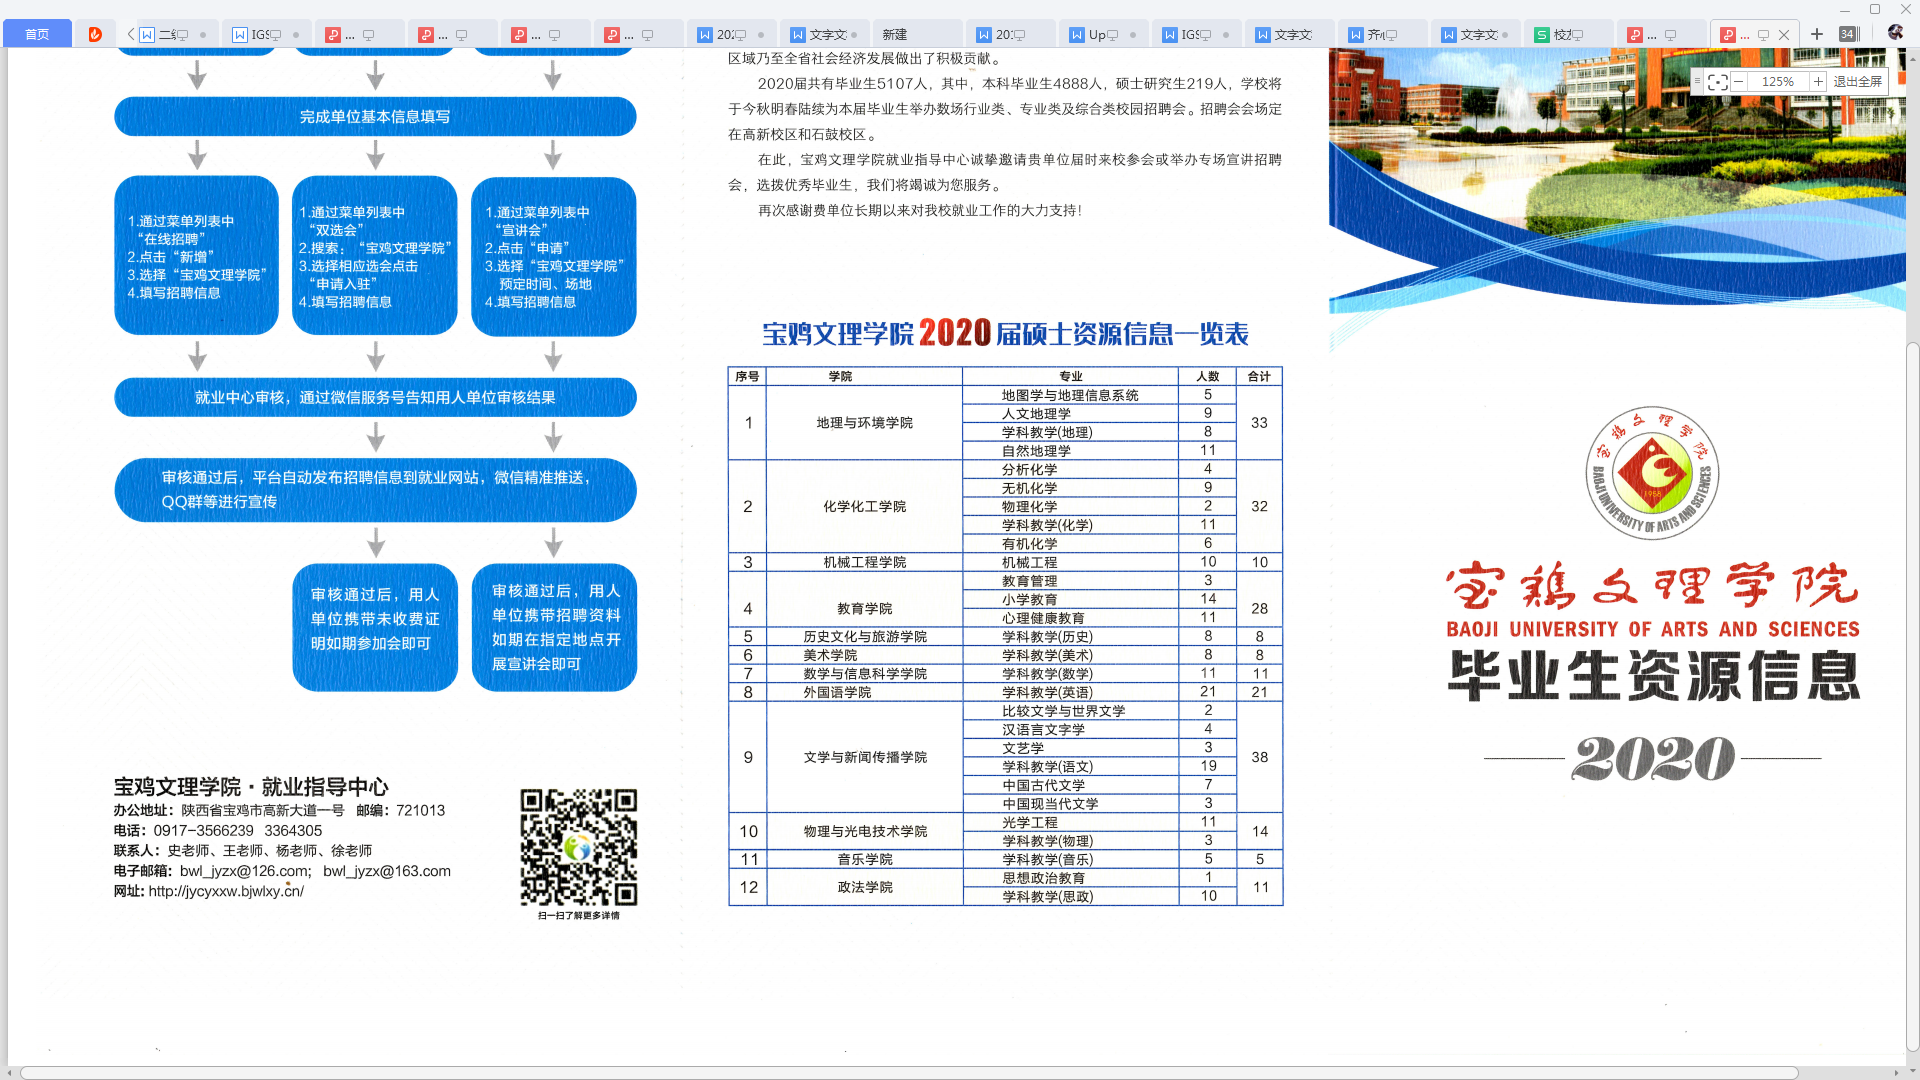 首页
二级
IGS
...
...
...
...
202
文字文
新建
201
Up
IGS
文字文
齐心
文字文
校友
...
...
34
125%
退出全屏
完成单位基本信息填写
1.通过菜单列表中
“在线招聘”
2.点击“新增”
3.选择“宝鸡文理学院”
4.填写招聘信息
1.通过菜单列表中
“双选会”
2.搜索：“宝鸡文理学院”
3.选择相应选会点击
“申请入驻”
4.填写招聘信息
1.通过菜单列表中
“宣讲会”
2.点击“申请”
3.选择“宝鸡文理学院”
预定时间、场地
4.填写招聘信息
就业中心审核，通过微信服务号告知用人单位审核结果
审核通过后，平台自动发布招聘信息到就业网站，微信精准推送，
QQ群等进行宣传
审核通过后，用人
单位携带未收费证
明如期参加会即可
审核通过后，用人
单位携带招聘资料
如期在指定地点开
展宣讲会即可
宝鸡文理学院·就业指导中心
办公地址：陕西省宝鸡市高新大道一号 邮编：721013
电话：0917-3566239 3364305
联系人：史老师、王老师、杨老师、徐老师
电子邮箱：bwl_jyzx@126.com; bwl_jyzx@163.com
网址: http://jycyxxw.bjwlxy.cn/
扫一扫了解更多详情
区域乃至全省社会经济发展做出了积极贡献。
2020届共有毕业生5107人，其中，本科毕业生4888人，硕士研究生219人，学校将
于今秋明春陆续为本届毕业生举办数场行业类、专业类及综合类校园招聘会。招聘会会场定
在高新校区和石鼓校区。
在此，宝鸡文理学院就业指导中心诚挚邀请贵单位届时来校参会或举办专场宣讲招聘
会，选拨优秀毕业生，我们将竭诚为您服务。
再次感谢费单位长期以来对我校就业工作的大力支持！
宝鸡文理学院2020届硕士资源信息一览表
序号 学院 专业 人数 合计
1 地理与环境学院 地图学与地理信息系统 5 33
人文地理学 9
学科教学(地理) 8
自然地理学 11
2 化学化工学院 分析化学 4 32
无机化学 9
物理化学 2
学科教学(化学) 11
有机化学 6
3 机械工程学院 机械工程 10 10
4 教育学院 教育管理 3 28
小学教育 14
心理健康教育 11
5 历史文化与旅游学院 学科教学(历史) 8 8
6 美术学院 学科教学(美术) 8 8
7 数学与信息科学学院 学科教学(数学) 11 11
8 外国语学院 学科教学(英语) 21 21
9 文学与新闻传播学院 比较文学与世界文学 2 38
汉语言文字学 4
文艺学 3
学科教学(语文) 19
中国古代文学 7
中国现当代文学 3
10 物理与光电技术学院 光学工程 11 14
学科教学(物理) 3
11 音乐学院 学科教学(音乐) 5 5
12 政法学院 思想政治教育 1 11
学科教学(思政) 10
宝鸡文理学院
1958
BAOJI UNIVERSITY OF ARTS AND SCIENCES
宝鸡文理学院
BAOJI UNIVERSITY OF ARTS AND SCIENCES
毕业生资源信息
2020